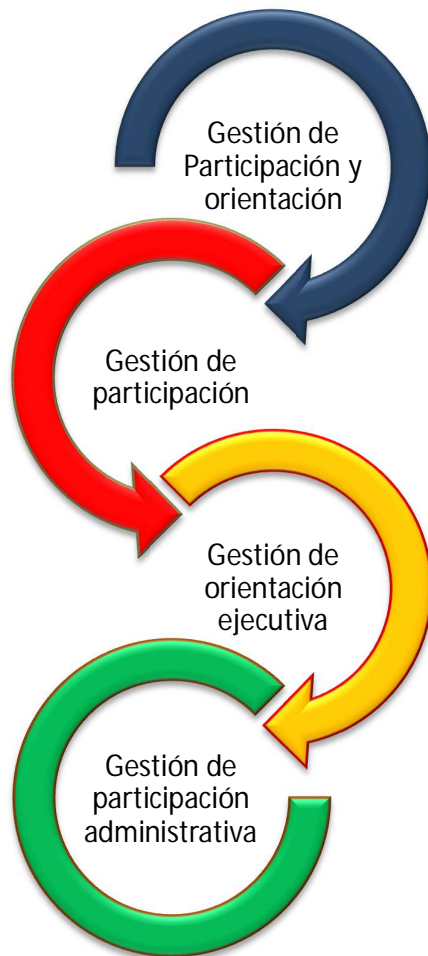 Gestión de
Participación y
orientación
Gestión de
participación
Gestión de
orientación
ejecutiva
Gestión de
participación
administrativa